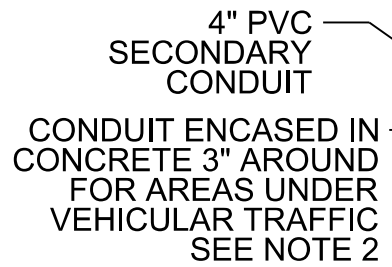 4" PVC
SECONDARY
CONDUIT
CONDUIT ENCASED IN
CONCRETE 3" AROUND
FOR AREAS UNDER
VEHICULAR TRAFFIC
SEE NOTE 2